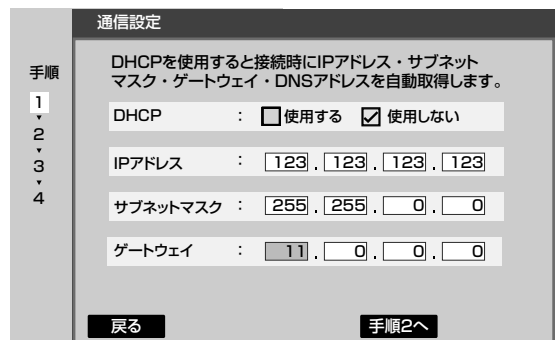 通信設定
手順
1
2
3
4
DHCPを使用すると接続時にIPアドレス・サブネット
マスク・ゲートウェイ・DNSアドレスを自動取得します。
DHCP : 使用する 使用しない
IPアドレス : 123 . 123 . 123 . 123
サブネットマスク : 255 . 255 . 0 . 0
ゲートウェイ : 11 . 0 . 0 . 0
戻る 手順2へ